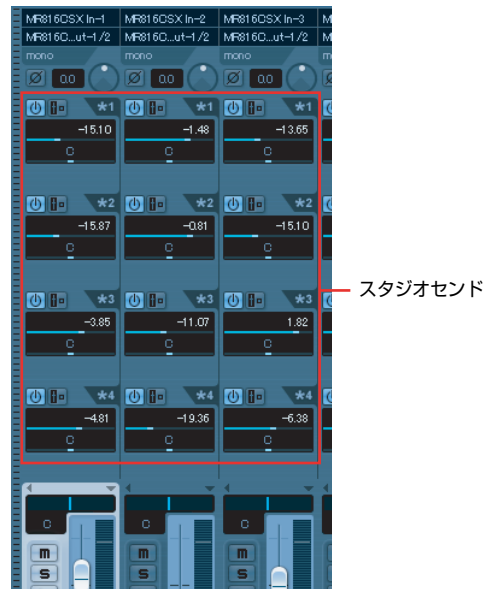 MR816CSX In-1 MR816CSX In-2 MR816CSX In-3
MR816C...ut-1/2 MR816C...ut-1/2 MR816C...ut-1/2
mono mono mono
Ø 0.0 Ø 0.0 Ø 0.0
*1 *1 *1
-15.10 -1.48 -13.65
C C C
*2 *2 *2
-15.87 -0.81 -15.10
C C C
*3 *3 *3
-3.85 -11.07 1.82
C C C
*4 *4 *4
-4.81 -19.36 -6.38
C C C
スタジオセンド
C C C
m m m
S S S